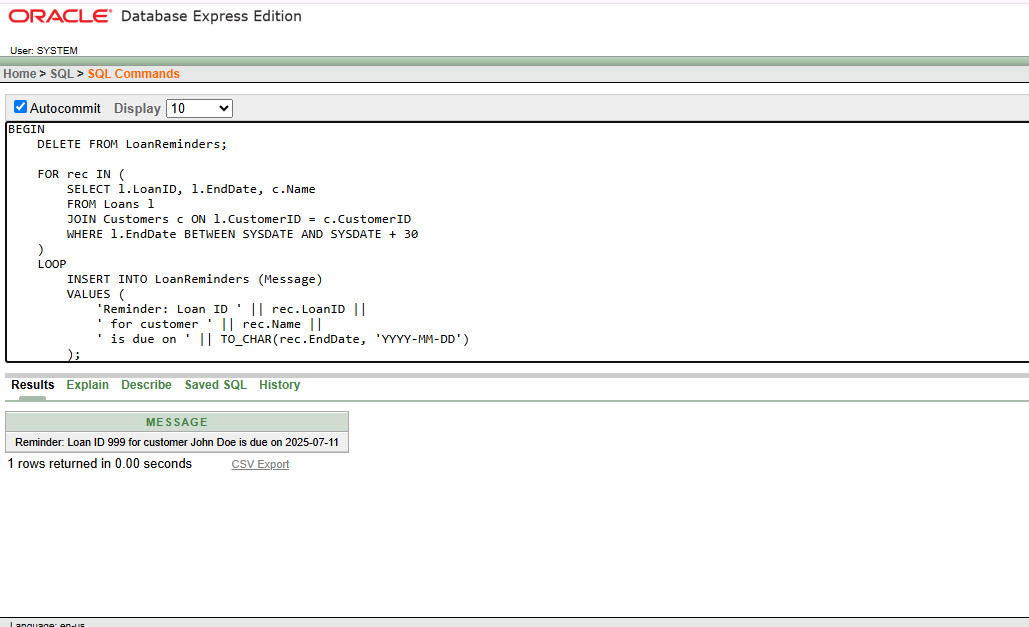 ORACLE® Database Express Edition
User: SYSTEM
Home > SQL > SQL Commands
Autocommit Display 10
BEGIN
    DELETE FROM LoanReminders;

    FOR rec IN (
        SELECT l.LoanID, l.EndDate, c.Name
        FROM Loans l
        JOIN Customers c ON l.CustomerID = c.CustomerID
        WHERE l.EndDate BETWEEN SYSDATE AND SYSDATE + 30
    )
    LOOP
        INSERT INTO LoanReminders (Message)
        VALUES (
            'Reminder: Loan ID ' || rec.LoanID ||
            ' for customer ' || rec.Name ||
            ' is due on ' || TO_CHAR(rec.EndDate, 'YYYY-MM-DD')
        );
Results Explain Describe Saved SQL History
MESSAGE
Reminder: Loan ID 999 for customer John Doe is due on 2025-07-11
1 rows returned in 0.00 seconds CSV Export
Language: en-us